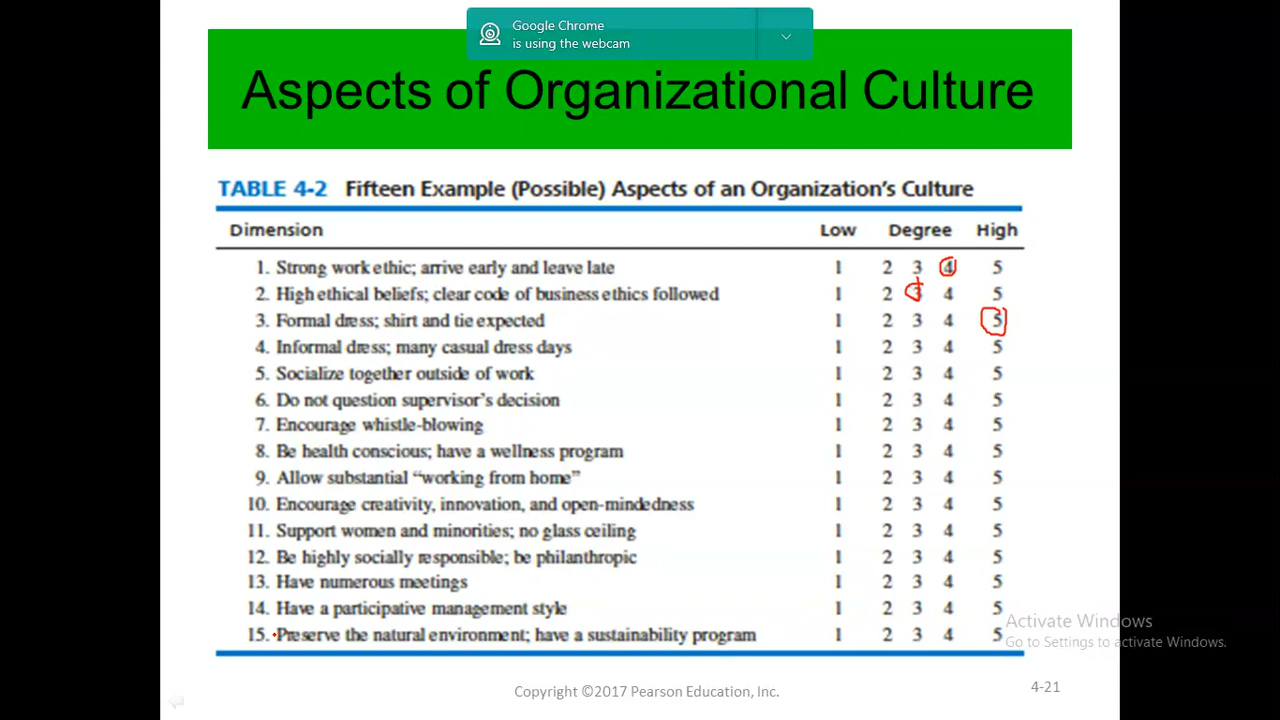 Google Chrome
is using the webcam
Aspects of Organizational Culture
TABLE 4-2 Fifteen Example (Possible) Aspects of an Organization's Culture
Dimension Low Degree High
1. Strong work ethic; arrive early and leave late 1 2 3 4 5
2. High ethical beliefs; clear code of business ethics followed 1 2 3 4 5
3. Formal dress; shirt and tie expected 1 2 3 4 5
4. Informal dress; many casual dress days 1 2 3 4 5
5. Socialize together outside of work 1 2 3 4 5
6. Do not question supervisor's decision 1 2 3 4 5
7. Encourage whistle-blowing 1 2 3 4 5
8. Be health conscious; have a wellness program 1 2 3 4 5
9. Allow substantial “working from home” 1 2 3 4 5
10. Encourage creativity, innovation, and open-mindedness 1 2 3 4 5
11. Support women and minorities; no glass ceiling 1 2 3 4 5
12. Be highly socially responsible; be philanthropic 1 2 3 4 5
13. Have numerous meetings 1 2 3 4 5
14. Have a participative management style 1 2 3 4 5
15. Preserve the natural environment; have a sustainability program 1 2 3 4 5
Activate Windows
Go to Settings to activate Windows.
Copyright ©2017 Pearson Education, Inc.
4-21